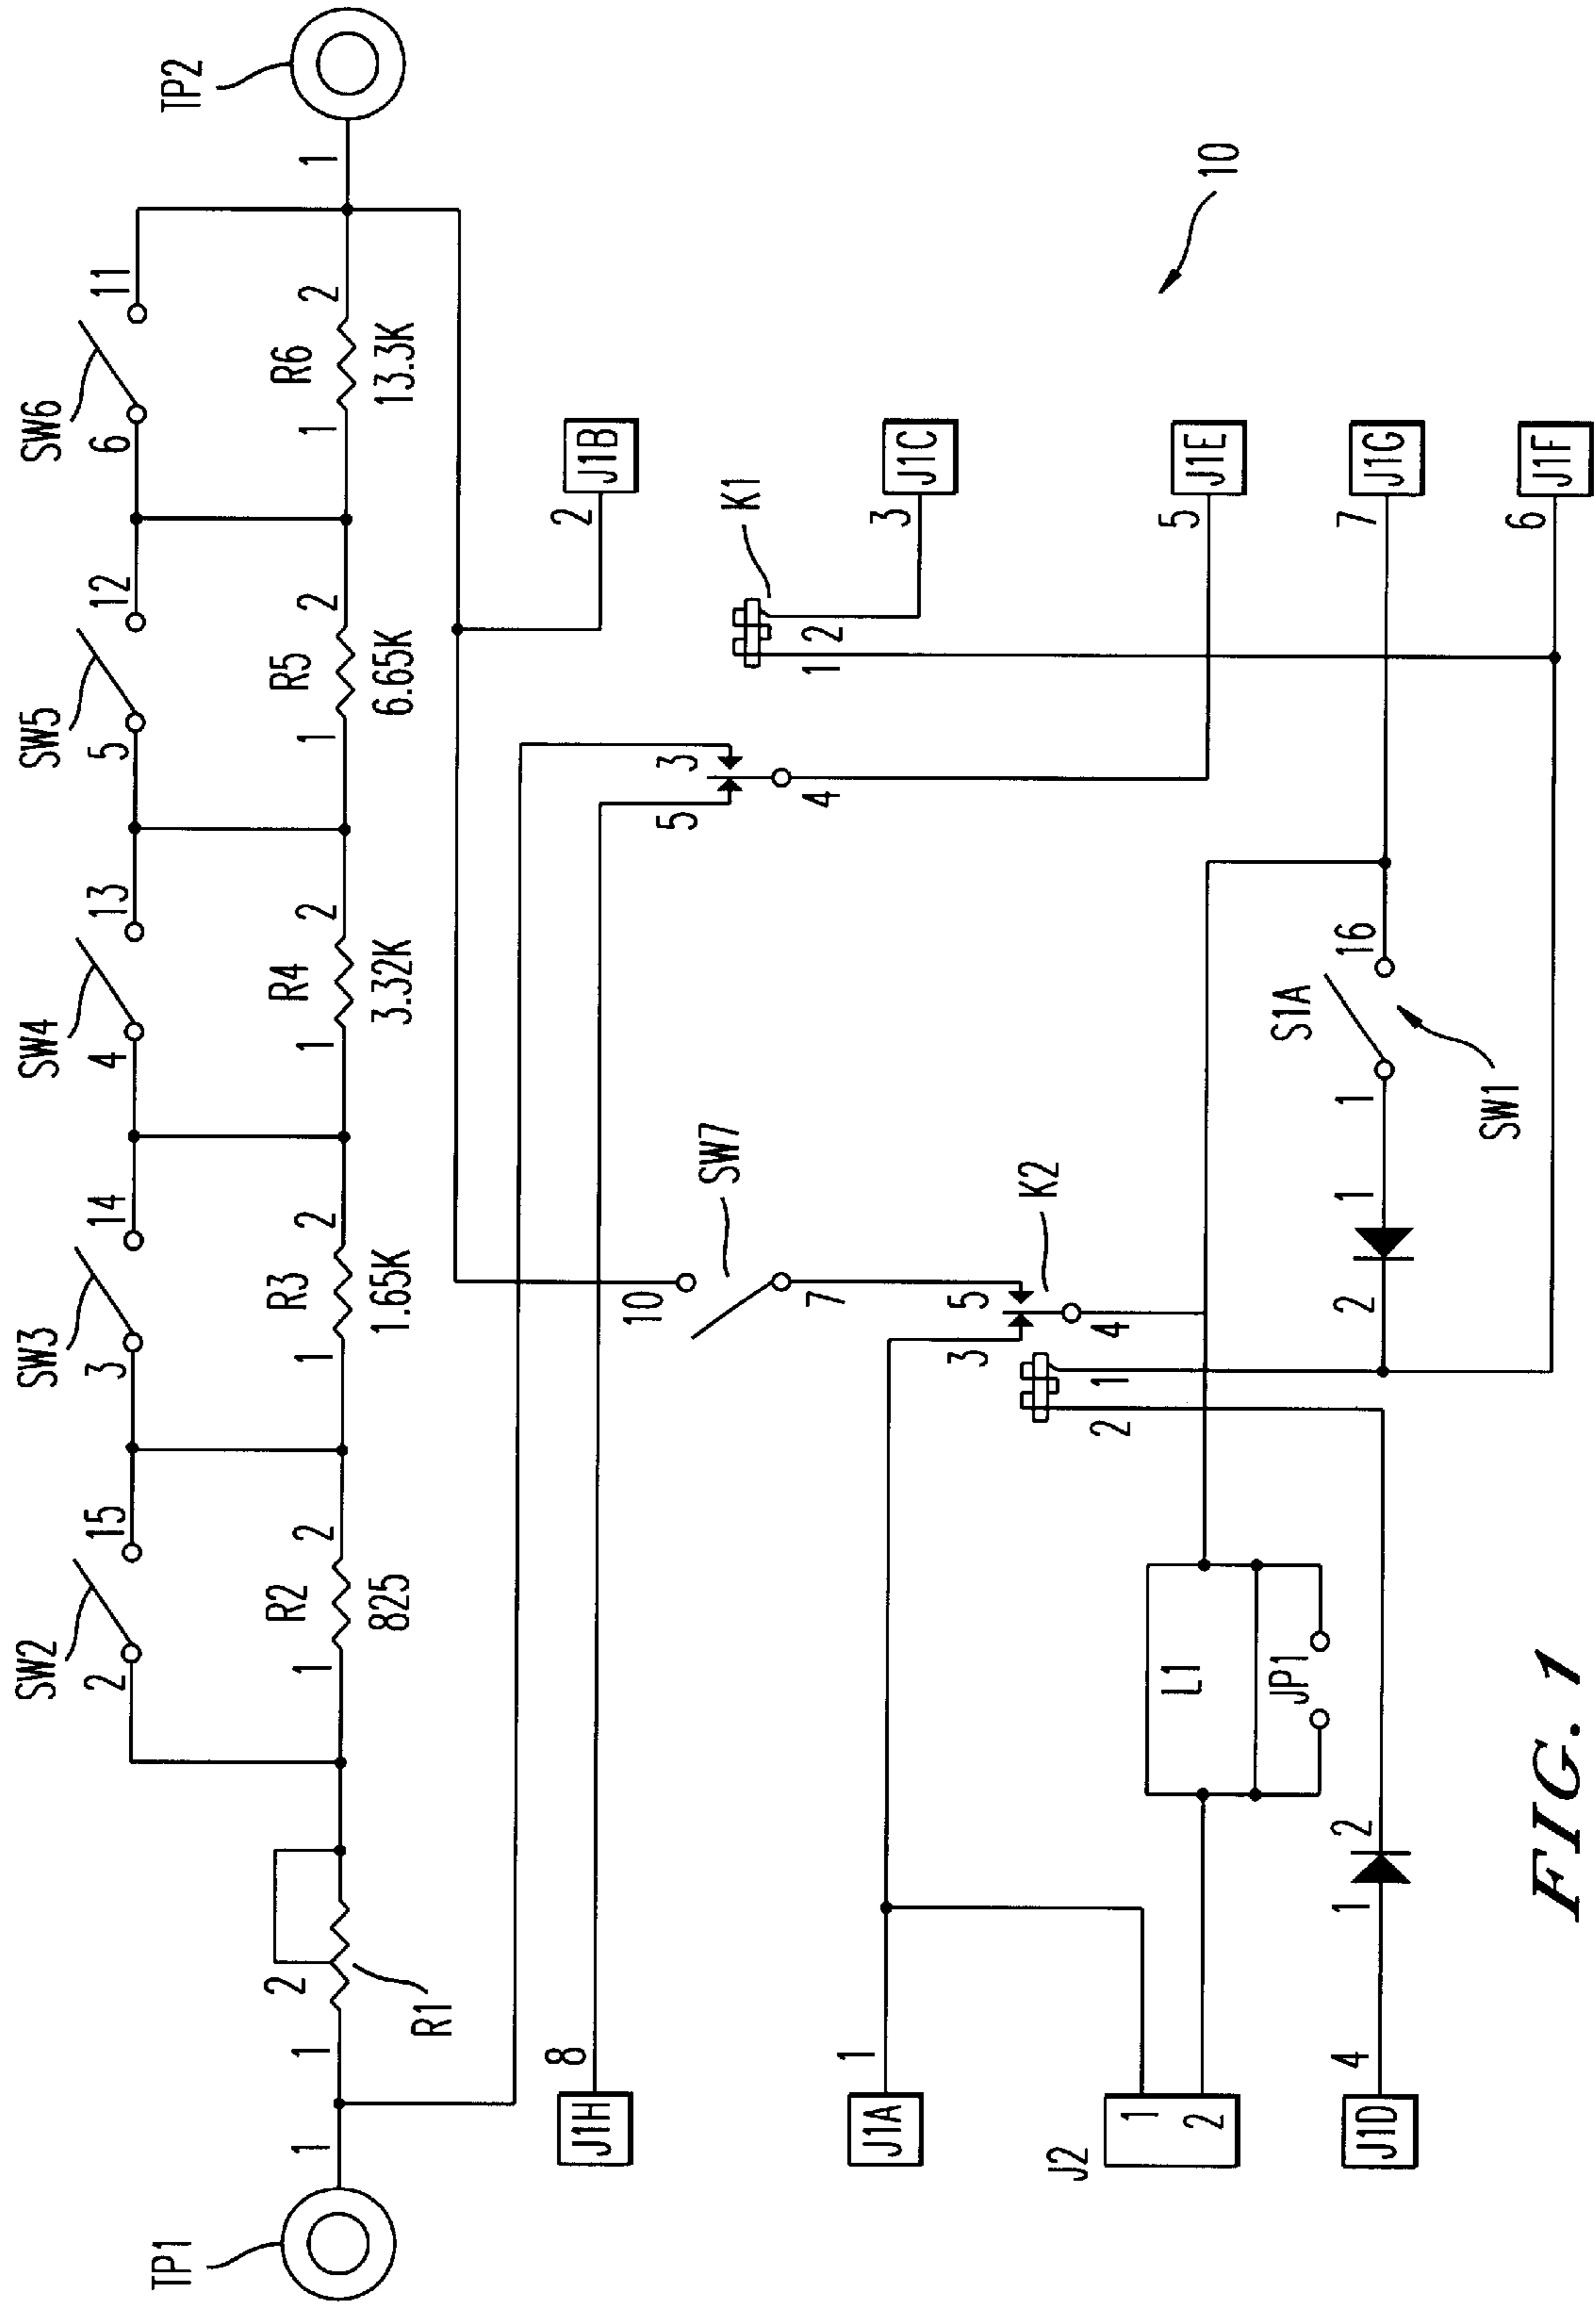 SW2
SW3
SW4
SW5
SW6
2 15
3 14
4 13
5 12
6 11
TP1
TP2
1
1 2
R1
1 R2 2
825
1 R3 2
1.65K
1 R4 2
3.32K
1 R5 2
6.65K
1 R6 2
13.3K
1
J1H 8
2 J1B
10
SW7
7
5 3
4
K1
1 2
3 J1C
J1A 1
3 5
K2
4
2 1
5 J1E
J2
1
2
L1
JP1
S1A
2 1 1 16
SW1
7 J1G
J1D 4
1 2
6 J1F
10
FIG. 1